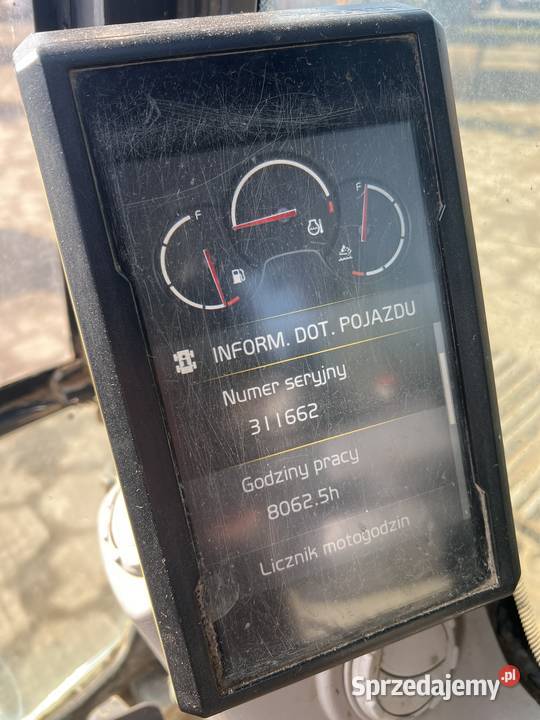 F
F
INFORM. DOT. POJAZDU
Numer seryjny
311662
Godziny pracy
8062.5h
Licznik motogodzin
Sprzedajemy.pl